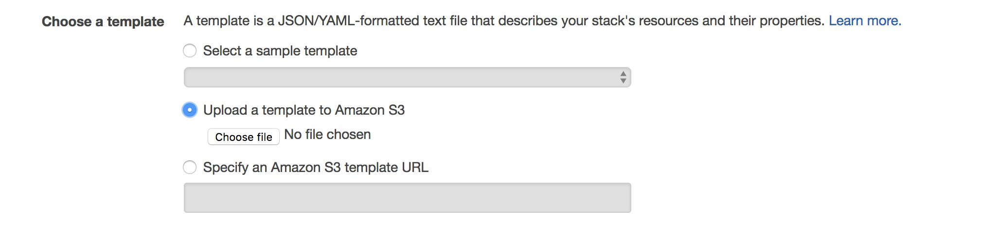 Choose a template A template is a JSON/YAML-formatted text file that describes your stack's resources and their properties. Learn more.
Select a sample template
Upload a template to Amazon S3
Choose file No file chosen
Specify an Amazon S3 template URL